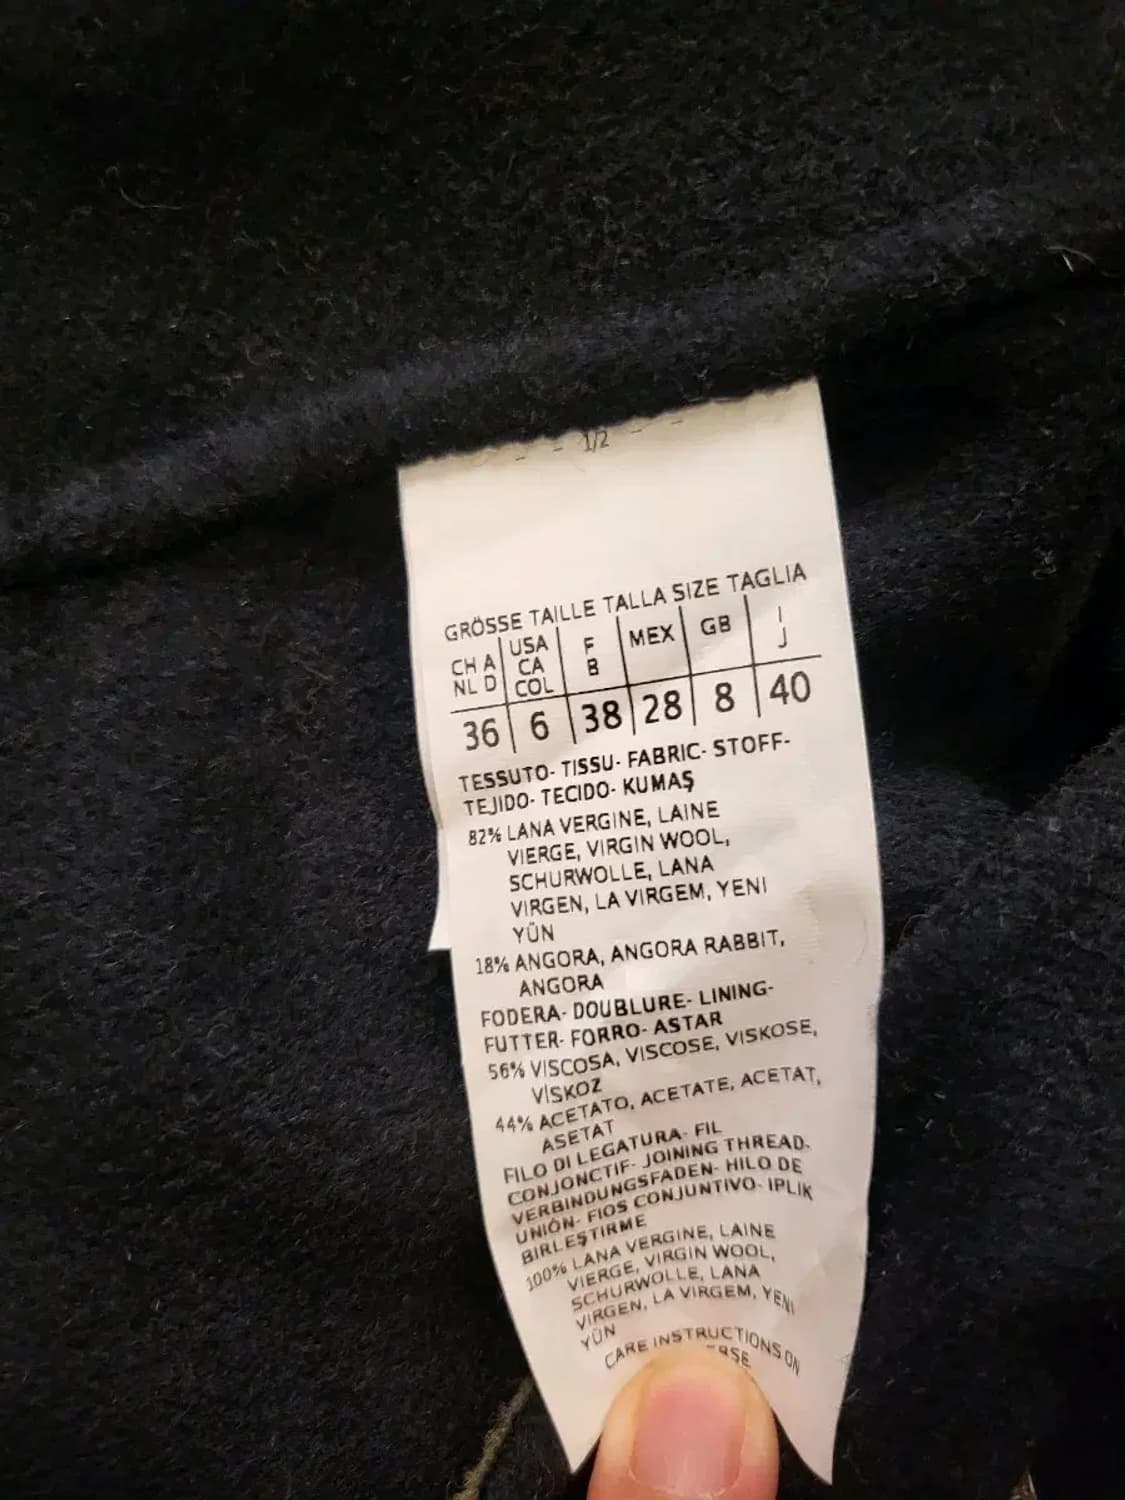 1/2
GRÖSSE TAILLE TALLA SIZE TAGLIA
CH A NL D | USA CA COL | F B | MEX | GB | I J
36 | 6 | 38 | 28 | 8 | 40
TESSUTO- TISSU- FABRIC- STOFF-
TEJIDO- TECIDO- KUMAŞ
82% LANA VERGINE, LAINE
VIERGE, VIRGIN WOOL,
SCHURWOLLE, LANA
VIRGEN, LA VIRGEM, YENI
YÜN
18% ANGORA, ANGORA RABBIT,
ANGORA
FODERA- DOUBLURE- LINING-
FUTTER- FORRO- ASTAR
56% VISCOSA, VISCOSE, VISKOSE,
VİSKOZ
44% ACETATO, ACETATE, ACETAT,
ASETAT
FILO DI LEGATURA- FIL
CONJONCTIF- JOINING THREAD-
VERBINDUNGSFADEN- HILO DE
UNIÓN- FIOS CONJUNTIVO- IPLIK
BIRLEŞTIRME
100% LANA VERGINE, LAINE
VIERGE, VIRGIN WOOL,
SCHURWOLLE, LANA
VIRGEN, LA VIRGEM, YENI
YÜN
CARE INSTRUCTIONS ON